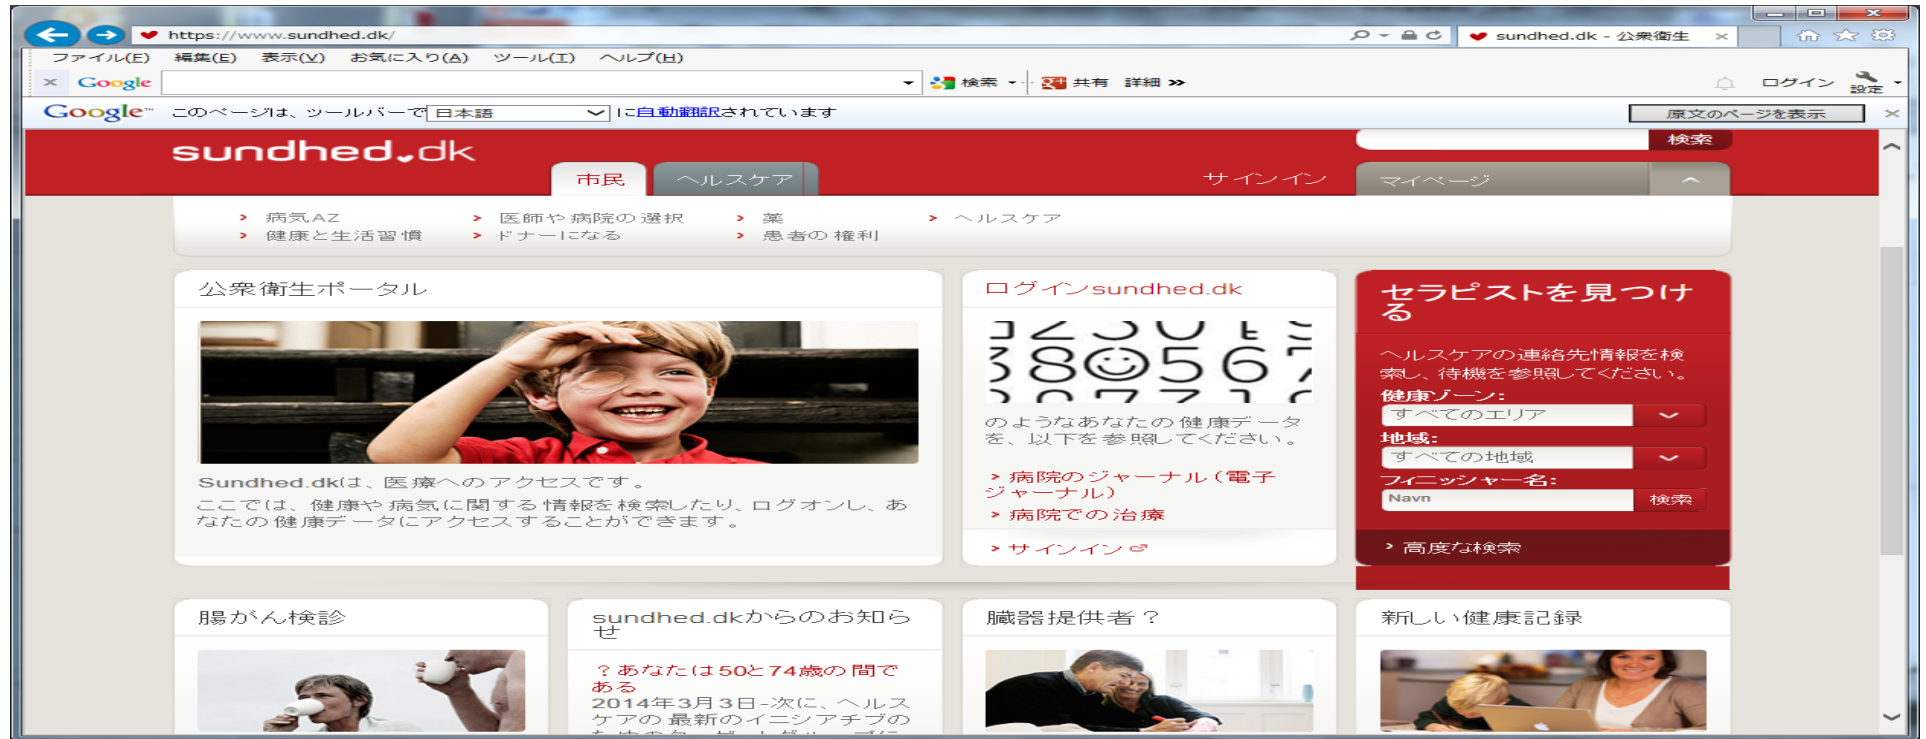 https://www.sundhed.dk/
sundhed.dk - 公衆衛生
ファイル(F) 編集(E) 表示(V) お気に入り(A) ツール(T) ヘルプ(H)
Google 検索 共有 詳細 ログイン 設定
Google™ このページは、ツールバーで 日本語 に自動翻訳されています 原文のページを表示
sundhed.dk
検索
市民 ヘルスケア サインイン マイページ
病気AZ 医師や病院の選択 薬 ヘルスケア
健康と生活習慣 ドナーになる 患者の権利
公衆衛生ポータル
Sundhed.dkは、医療へのアクセスです。
ここでは、健康や病気に関する情報を検索したり、ログオンし、あ
なたの健康データにアクセスすることができます。
ログインsundhed.dk
38 567
のようなあなたの健康データ
を、以下を参照してください。
病院のジャーナル(電子
ジャーナル)
病院での治療
サインイン
セラピストを見つけ
る
ヘルスケアの連絡先情報を検
索し、待機を参照してください。
健康ゾーン:
すべてのエリア
地域:
すべての地域
フィニッシャー名:
Navn 検索
高度な検索
腸がん検診
sundhed.dkからのお知ら
せ
?あなたは50と74歳の間で
ある
2014年3月3日-次に、ヘルス
ケアの最新のイニシアチブの
臓器提供者?
新しい健康記録